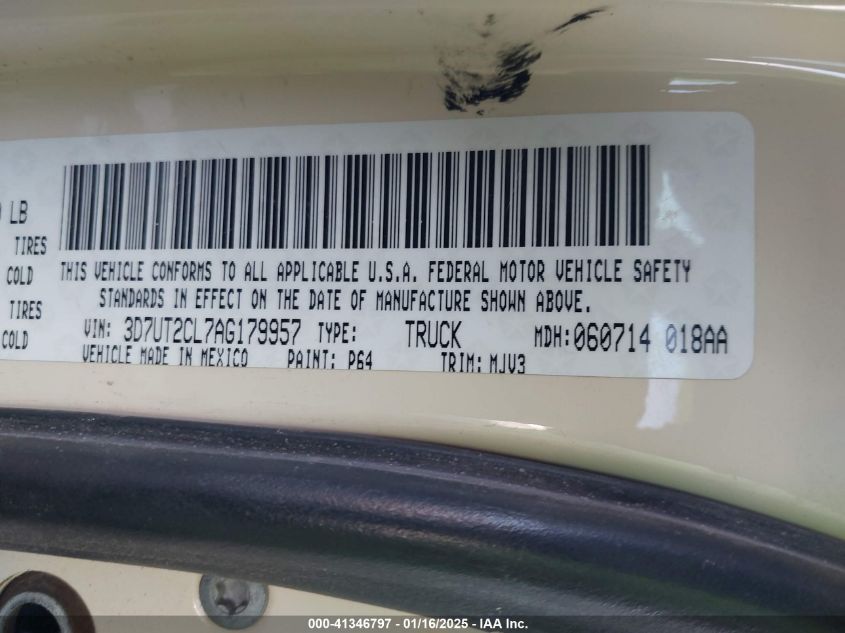 LB
TIRES
COLD
TIRES
COLD
THIS VEHICLE CONFORMS TO ALL APPLICABLE U.S.A. FEDERAL MOTOR VEHICLE SAFETY
STANDARDS IN EFFECT ON THE DATE OF MANUFACTURE SHOWN ABOVE.
VIN: 3D7UT2CL7AG179957 TYPE: TRUCK MDH:060714 018AA
VEHICLE MADE IN MEXICO PAINT: P64 TRIM: MJV3
000-41346797 - 01/16/2025 - IAA Inc.